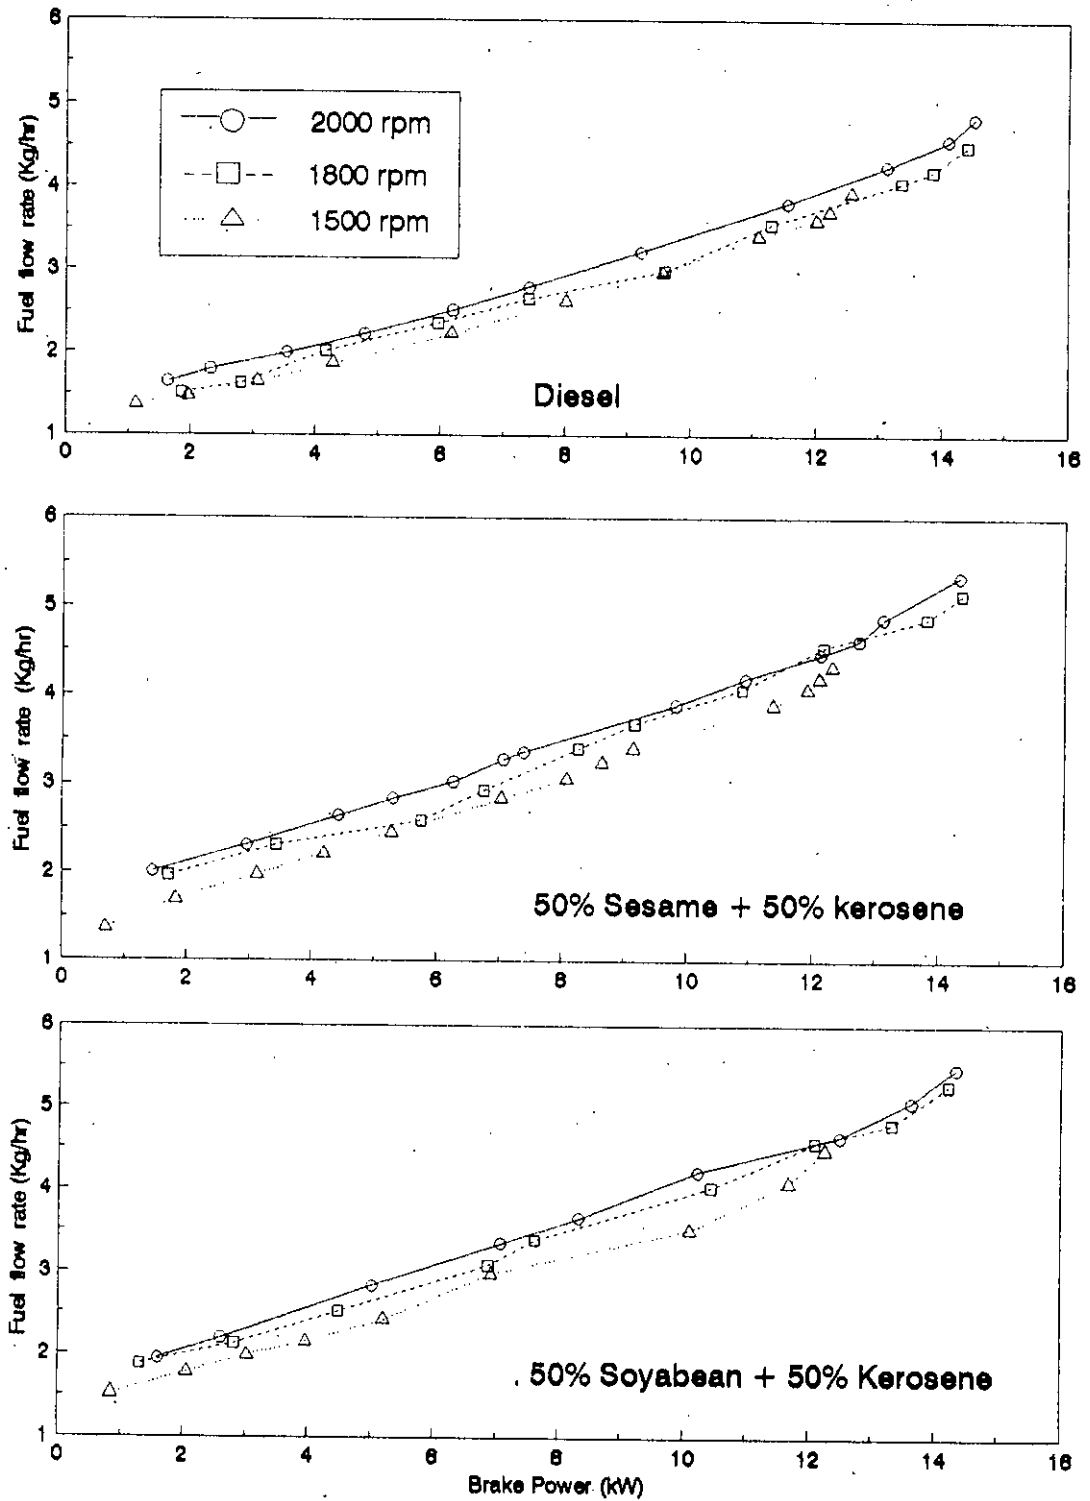 6
5
4
3
2
1
Fuel flow rate (Kg/hr)
2000 rpm
1800 rpm
1500 rpm
Diesel
0 2 4 6 8 10 12 14 16
6
5
4
3
2
1
Fuel flow rate (Kg/hr)
50% Sesame + 50% kerosene
0 2 4 6 8 10 12 14 16
6
5
4
3
2
1
Fuel flow rate (Kg/hr)
50% Soyabean + 50% Kerosene
0 2 4 6 8 10 12 14 16
Brake Power (kW)